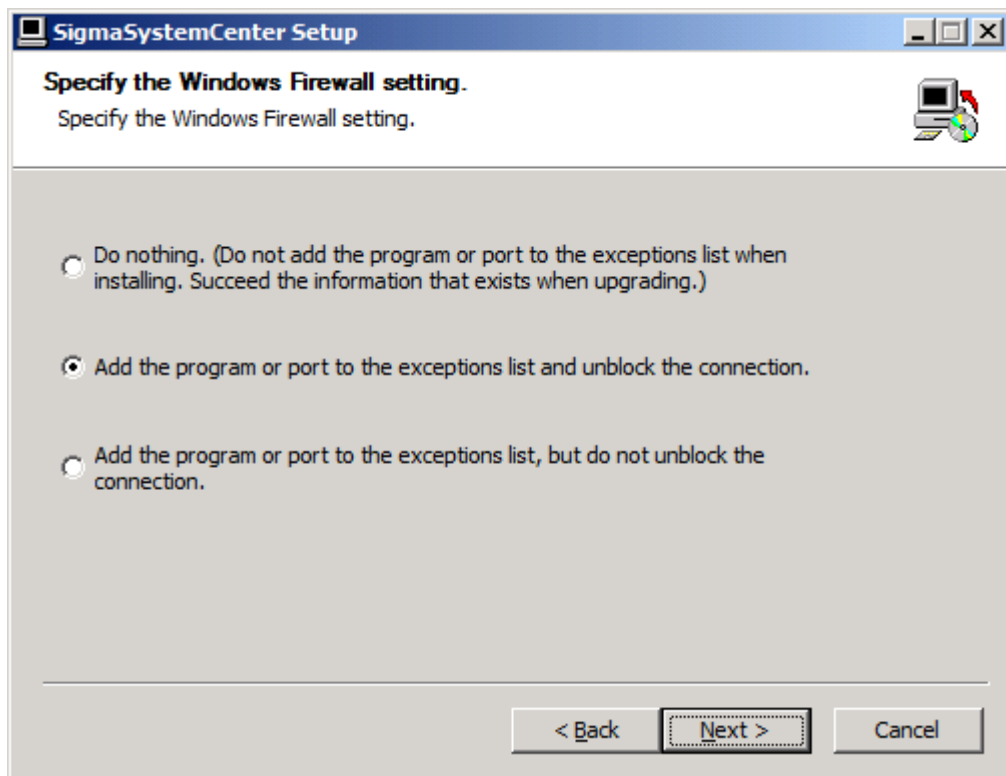 SigmaSystemCenter Setup
Specify the Windows Firewall setting.
Specify the Windows Firewall setting.
Do nothing. (Do not add the program or port to the exceptions list when
installing. Succeed the information that exists when upgrading.)
Add the program or port to the exceptions list and unblock the connection.
Add the program or port to the exceptions list, but do not unblock the
connection.
< Back
Next >
Cancel